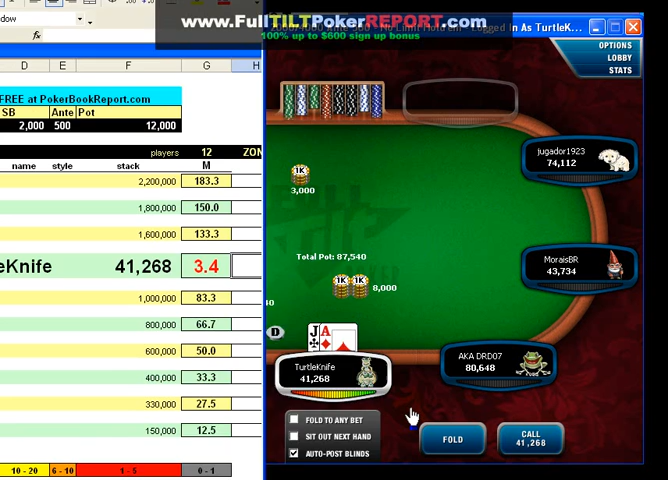 www.FullTILTPokerREPORT.com
100% up to $600 sign up bonus
Logged In As TurtleK...
dow
fx
D E F G H
FREE at PokerBookReport.com
SB Ante Pot
2,000 500 12,000
players 12 ZON
name style stack M
2,200,000 183.3
1,800,000 150.0
1,600,000 133.3
eKnife 41,268 3.4
1,000,000 83.3
800,000 66.7
600,000 50.0
400,000 33.3
330,000 27.5
150,000 12.5
10 - 20 6 - 10 1 - 5 0 - 1
OPTIONS
LOBBY
STATS
jugador1923
74,112
1K
3,000
Total Pot: 87,540
MoraisBR
43,734
1K 1K 8,000
40
D
J A
TurtleKnife
41,268
AKA DRD07
80,648
FOLD TO ANY BET
SIT OUT NEXT HAND
AUTO-POST BLINDS
FOLD
CALL
41,268